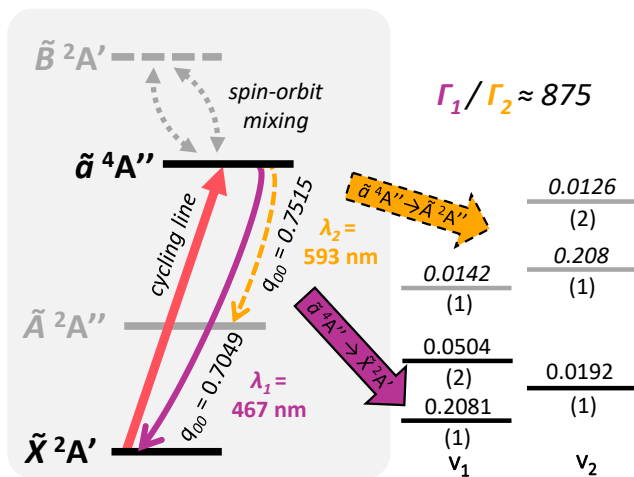 B̃ ²A'
spin-orbit
mixing
Γ₁ / Γ₂ ≈ 875
ã ⁴A''
cycling line
q₀₀ = 0.7515
λ₂ =
593 nm
ã ⁴A'' → Ã ²A''
0.0126
(2)
0.208
(1)
0.0142
(1)
Ã ²A''
q₀₀ = 0.7049
λ₁ =
467 nm
ã ⁴A'' → X̃ ²A'
0.0504
(2)
0.0192
(1)
0.2081
(1)
X̃ ²A'
v₁
v₂